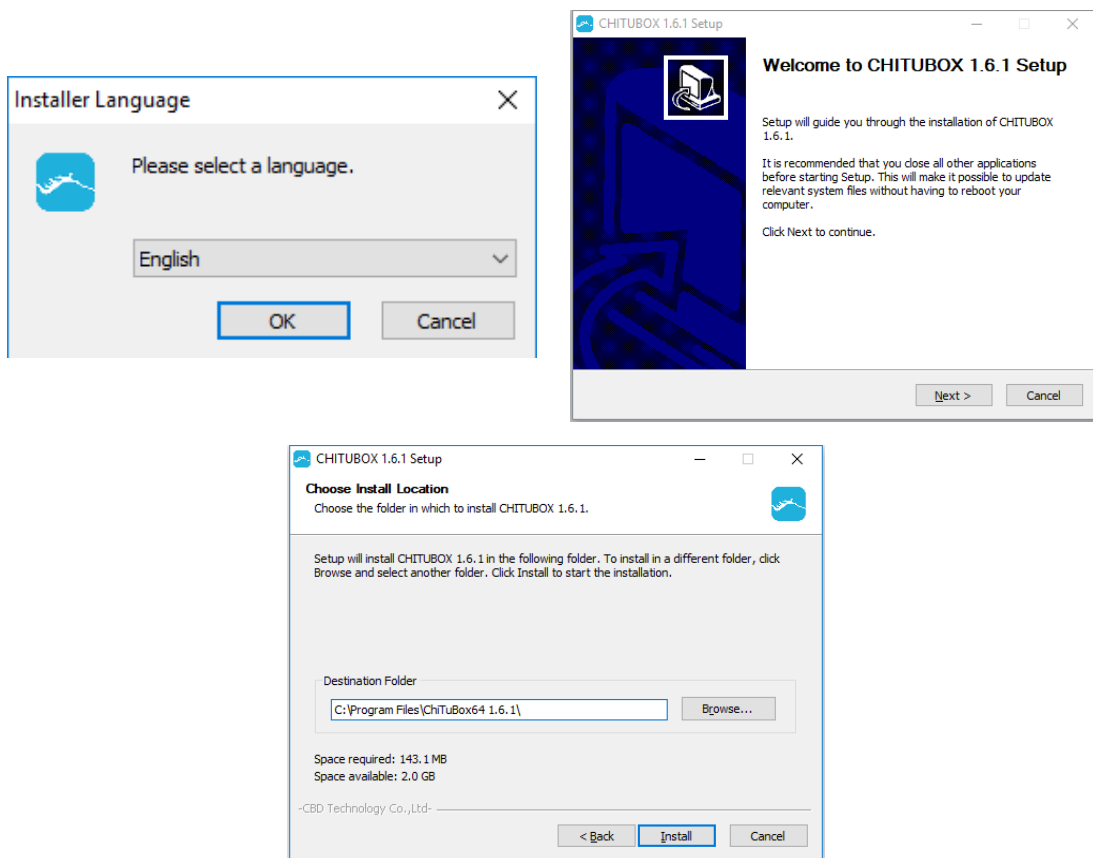 Installer Language
Please select a language.
English
OK
Cancel
CHITUBOX 1.6.1 Setup
Welcome to CHITUBOX 1.6.1 Setup
Setup will guide you through the installation of CHITUBOX
1.6.1.
It is recommended that you close all other applications
before starting Setup. This will make it possible to update
relevant system files without having to reboot your
computer.
Click Next to continue.
Next >
Cancel
CHITUBOX 1.6.1 Setup
Choose Install Location
Choose the folder in which to install CHITUBOX 1.6.1.
Setup will install CHITUBOX 1.6.1 in the following folder. To install in a different folder, click
Browse and select another folder. Click Install to start the installation.
Destination Folder
C:\Program Files\ChiTuBox64 1.6.1\
Browse...
Space required: 143.1 MB
Space available: 2.0 GB
-CBD Technology Co.,Ltd-
< Back
Install
Cancel